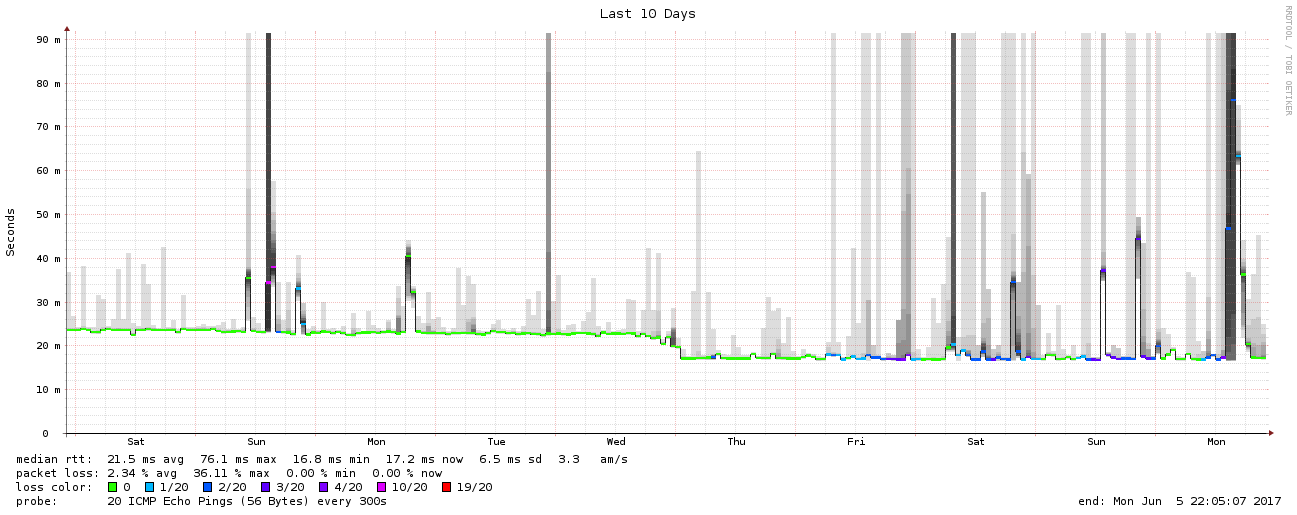 Last 10 Days
RRDTOOL / TOBI OETIKER
Seconds
90 m
80 m
70 m
60 m
50 m
40 m
30 m
20 m
10 m
0
Sat Sun Mon Tue Wed Thu Fri Sat Sun Mon
median rtt: 21.5 ms avg 76.1 ms max 16.8 ms min 17.2 ms now 6.5 ms sd 3.3 am/s
packet loss: 2.34 % avg 36.11 % max 0.00 % min 0.00 % now
loss color: 0 1/20 2/20 3/20 4/20 10/20 19/20
probe: 20 ICMP Echo Pings (56 Bytes) every 300s end: Mon Jun 5 22:05:07 2017